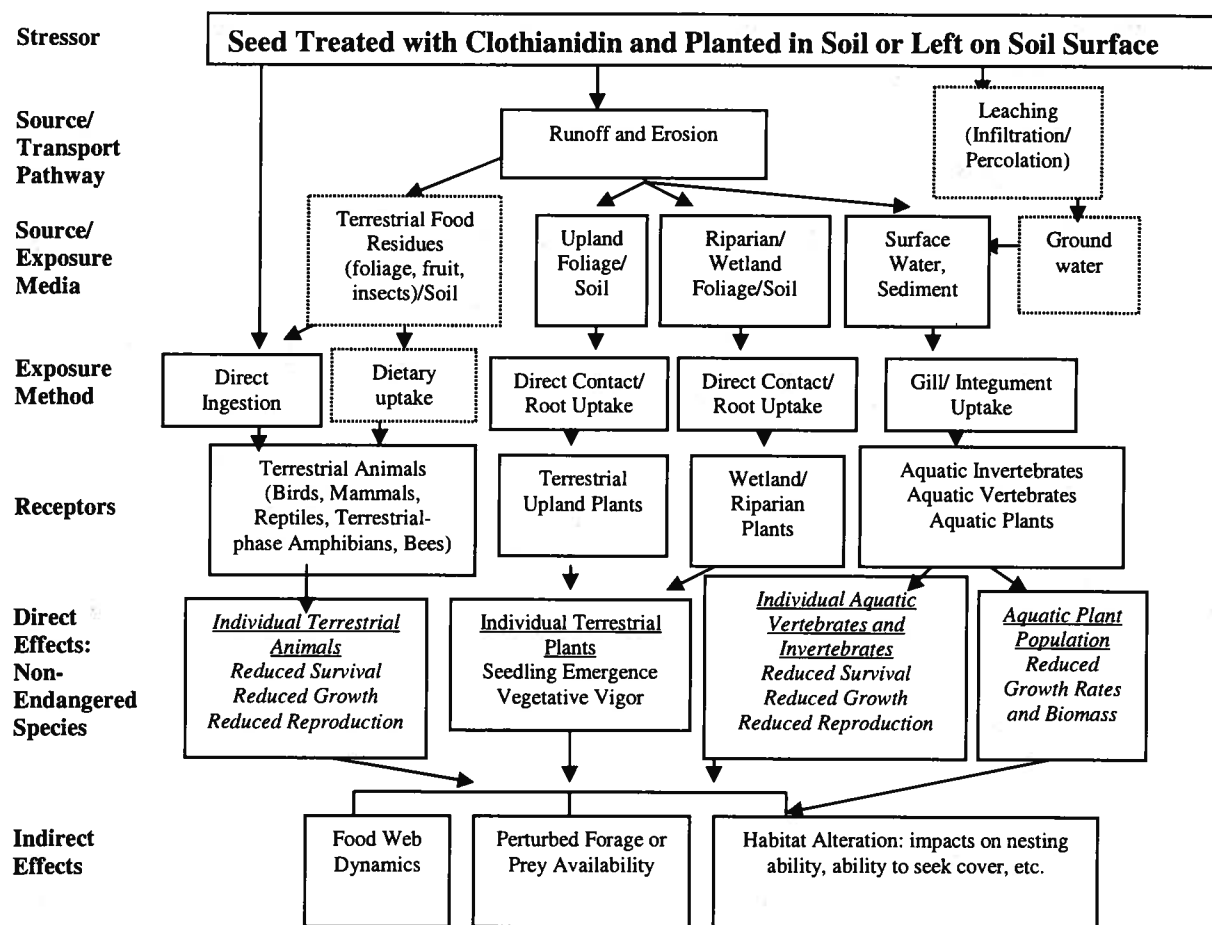 Stressor
Seed Treated with Clothianidin and Planted in Soil or Left on Soil Surface
Source/
Transport
Pathway
Runoff and Erosion
Leaching
(Infiltration/
Percolation)
Source/
Exposure
Media
Terrestrial Food
Residues
(foliage, fruit,
insects)/Soil
Upland
Foliage/
Soil
Riparian/
Wetland
Foliage/Soil
Surface
Water,
Sediment
Ground
water
Exposure
Method
Direct
Ingestion
Dietary
uptake
Direct Contact/
Root Uptake
Direct Contact/
Root Uptake
Gill/ Integument
Uptake
Receptors
Terrestrial Animals
(Birds, Mammals,
Reptiles, Terrestrial-
phase Amphibians, Bees)
Terrestrial
Upland Plants
Wetland/
Riparian
Plants
Aquatic Invertebrates
Aquatic Vertebrates
Aquatic Plants
Direct
Effects:
Non-
Endangered
Species
Individual Terrestrial
Animals
Reduced Survival
Reduced Growth
Reduced Reproduction
Individual Terrestrial
Plants
Seedling Emergence
Vegetative Vigor
Individual Aquatic
Vertebrates and
Invertebrates
Reduced Survival
Reduced Growth
Reduced Reproduction
Aquatic Plant
Population
Reduced
Growth Rates
and Biomass
Indirect
Effects
Food Web
Dynamics
Perturbed Forage or
Prey Availability
Habitat Alteration: impacts on nesting
ability, ability to seek cover, etc.